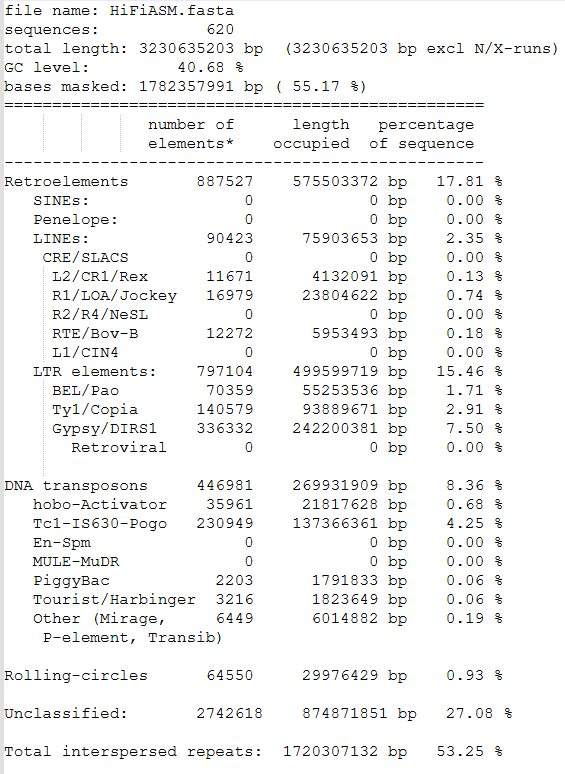 file name: HiFiASM.fasta
sequences:           620
total length: 3230635203 bp  (3230635203 bp excl N/X-runs)
GC level:         40.68 %
bases masked: 1782357991 bp ( 55.17 %)
==================================================
               number of      length   percentage
               elements*    occupied  of sequence
--------------------------------------------------
Retroelements       887527    575503372 bp   17.81 %
   SINEs:                0            0 bp    0.00 %
   Penelope:             0            0 bp    0.00 %
   LINEs:            90423     75903653 bp    2.35 %
    CRE/SLACS            0            0 bp    0.00 %
     L2/CR1/Rex      11671      4132091 bp    0.13 %
     R1/LOA/Jockey   16979     23804622 bp    0.74 %
     R2/R4/NeSL          0            0 bp    0.00 %
     RTE/Bov-B       12272      5953493 bp    0.18 %
     L1/CIN4             0            0 bp    0.00 %
   LTR elements:    797104    499599719 bp   15.46 %
     BEL/Pao         70359     55253536 bp    1.71 %
     Ty1/Copia      140579     93889671 bp    2.91 %
     Gypsy/DIRS1    336332    242200381 bp    7.50 %
       Retroviral        0            0 bp    0.00 %
DNA transposons     446981    269931909 bp    8.36 %
   hobo-Activator    35961     21817628 bp    0.68 %
   Tc1-IS630-Pogo   230949    137366361 bp    4.25 %
   En-Spm                0            0 bp    0.00 %
   MULE-MuDR             0            0 bp    0.00 %
   PiggyBac           2203      1791833 bp    0.06 %
   Tourist/Harbinger  3216      1823649 bp    0.06 %
   Other (Mirage,     6449      6014882 bp    0.19 %
    P-element, Transib)
Rolling-circles      64550     29976429 bp    0.93 %
Unclassified:       2742618    874871851 bp   27.08 %
Total interspersed repeats:  1720307132 bp   53.25 %